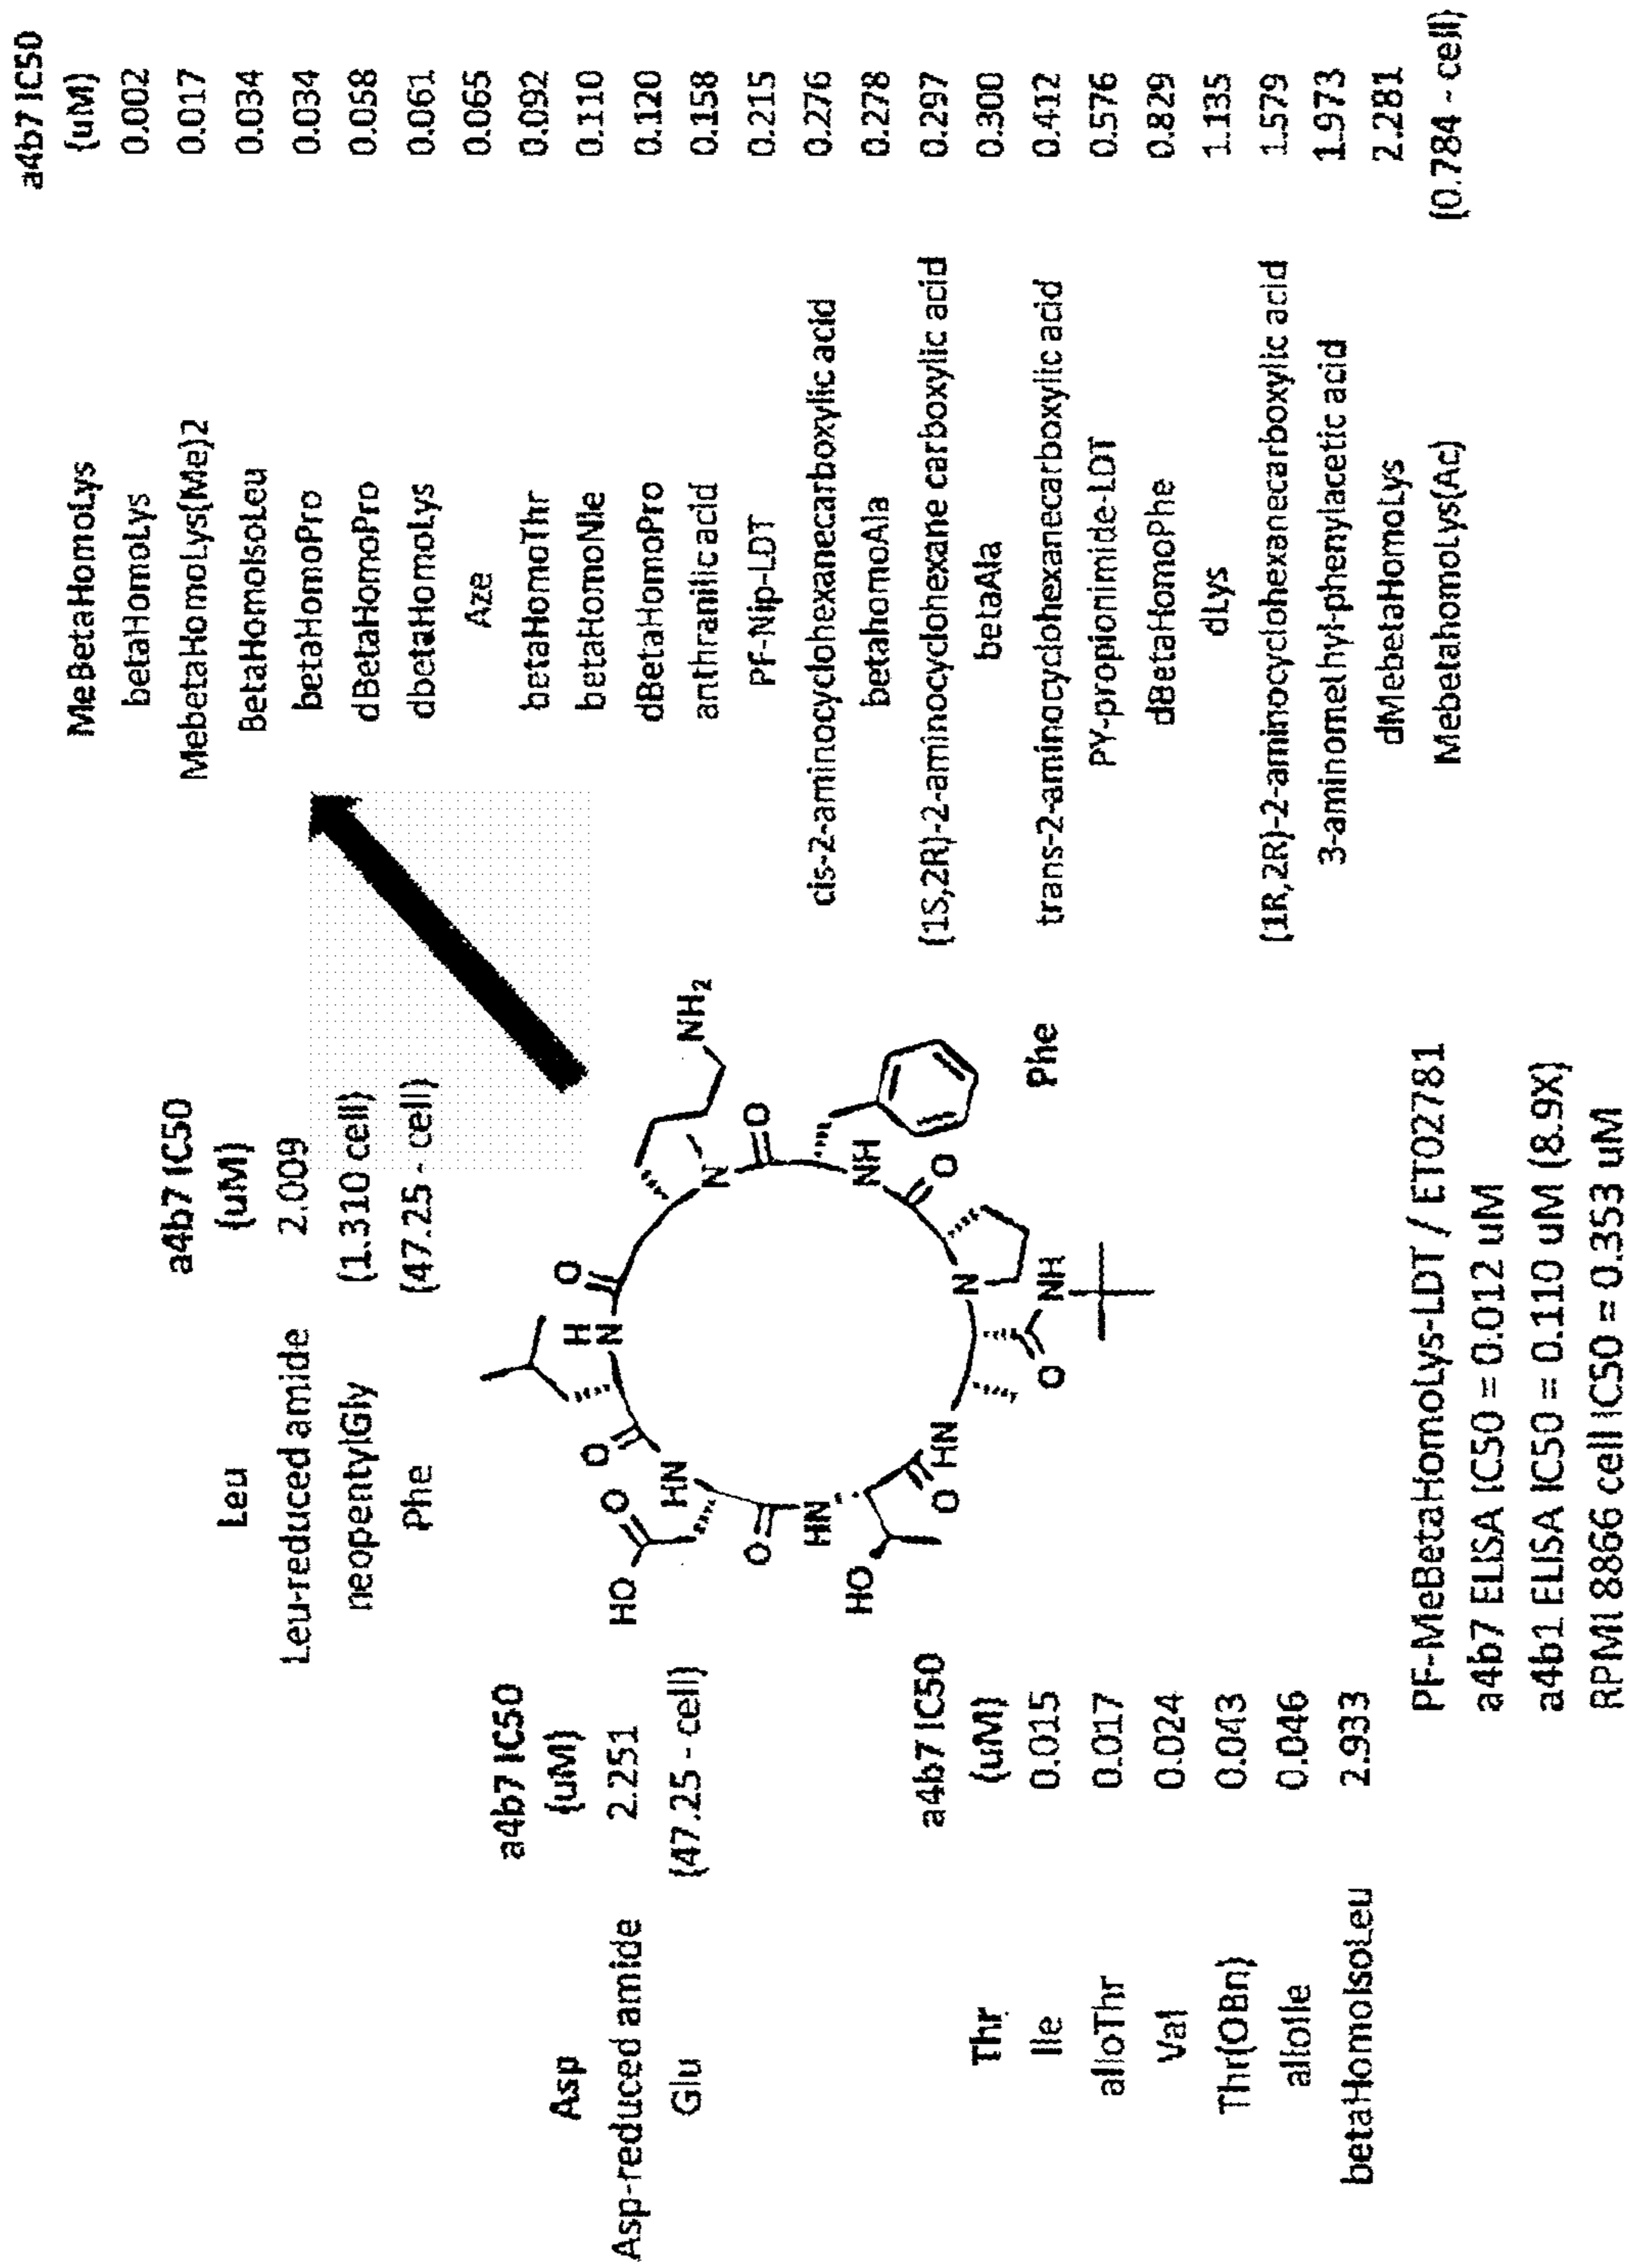 a4b7 IC50
MeBetaHomoLys (uM)
betaHomoLys 0.002
MebetaHomoLys(Me)2 0.017
BetaHomoIsoLeu 0.034
betaHomoPro 0.034
dBetaHomoPro 0.058
dbetaHomoLys 0.061
Aze 0.065
betaHomoThr 0.092
betaHomoNle 0.110
dBetaHomoPro 0.120
anthranilic acid 0.158
PF-Nip-LDT 0.215
cis-2-aminocyclohexanecarboxylic acid 0.276
betahomoAla 0.278
(1S,2R)-2-aminocyclohexane carboxylic acid 0.297
betaAla 0.300
trans-2-aminocyclohexanecarboxylic acid 0.412
PY-propionimide-LDT 0.576
dBetaHomoPhe 0.829
dLys 1.135
(1R,2R)-2-aminocyclohexanecarboxylic acid 1.579
3-aminomethyl-phenylacetic acid 1.973
dMebetaHomoLys 2.281
MebetahomoLys(Ac) (0.784 - cell)
a4b7 IC50
Leu (uM)
Leu-reduced amide 2.009
neopentylGly (1.310 cell)
Phe (47.25 - cell)
a4b7 IC50
Asp (uM)
Asp-reduced amide 2.251
Glu (47.25 - cell)
O
H
N
O
HN
O
HO
O
HN
HO
O
HN
N
NH2
O
NH
O
N
NH
O
Phe
a4b7 IC50
Thr (uM)
Ile 0.015
alloThr 0.017
Val 0.024
Thr(OBn) 0.043
alloIle 0.046
betaHomoIsoLeu 2.933
PF-MeBetaHomoLys-LDT / ET02781
a4b7 ELISA IC50 = 0.012 uM
a4b1 ELISA IC50 = 0.110 uM (8.9X)
RPMI 8866 cell IC50 = 0.353 uM